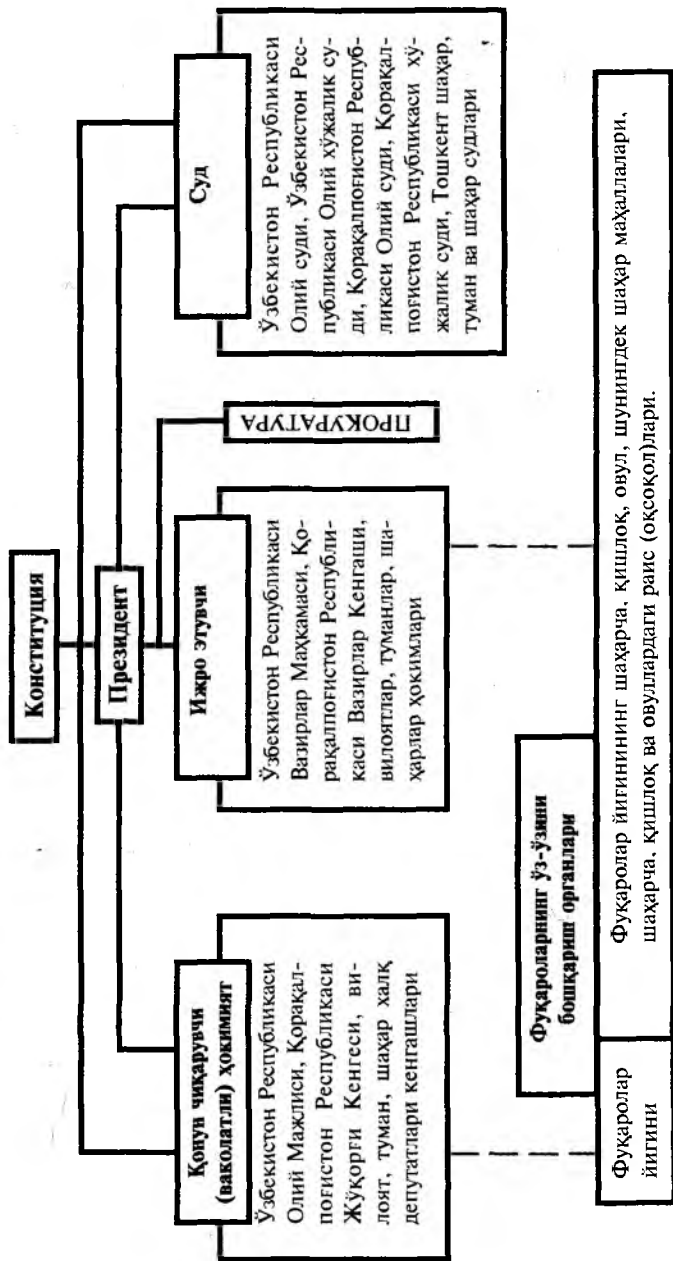 Конституция
Президент
Қонун чиқарувчи
(ваколатли) ҳокимият
Ўзбекистон Республикаси
Олий Мажлиси, Қорақал-
поғистон Республикаси
Жўқорғи Кенгеси, ви-
лоят, туман, шаҳар халқ
депутатлари кенгашлари
Ижро этувчи
Ўзбекистон Республикаси
Вазирлар Маҳкамаси, Қо-
рақалпоғистон Республи-
каси Вазирлар Кенгаши,
вилоятлар, туманлар, ша-
ҳарлар ҳокимлари
ПРОКУРАТУРА
Суд
Ўзбекистон Республикаси
Олий суди, Ўзбекистон Рес-
публикаси Олий хўжалик су-
ди, Қорақалпоғистон Респуб-
ликаси Олий суди, Қорақал-
поғистон Республикаси хў-
жалик суди, Тошкент шаҳар,
туман ва шаҳар судлари
Фуқароларнинг ўз-ўзини
бошқариш органлари
Фуқаролар
йиғини
Фуқаролар йиғинининг шаҳарча, қишлоқ, овул, шунингдек шаҳар маҳаллалари,
шаҳарча, қишлоқ ва овуллардаги раис (оқсоқол)лари.